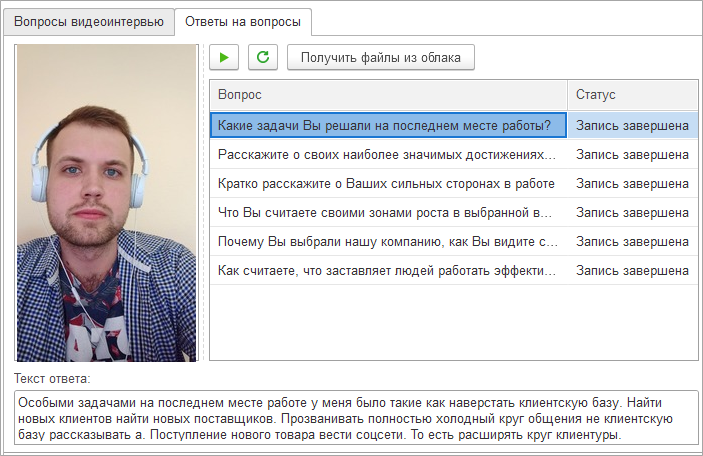 Вопросы видеоинтервью
Ответы на вопросы
Получить файлы из облака
Вопрос Статус
Какие задачи Вы решали на последнем месте работы? Запись завершена
Расскажите о своих наиболее значимых достижениях... Запись завершена
Кратко расскажите о Ваших сильных сторонах в работе Запись завершена
Что Вы считаете своими зонами роста в выбранной в... Запись завершена
Почему Вы выбрали нашу компанию, как Вы видите с... Запись завершена
Как считаете, что заставляет людей работать эффекти... Запись завершена
Текст ответа:
Особыми задачами на последнем месте работе у меня было такие как наверстать клиентскую базу. Найти
новых клиентов найти новых поставщиков. Прозванивать полностью холодный круг общения не клиентскую
базу рассказывать а. Поступление нового товара вести соцсети. То есть расширять круг клиентуры.